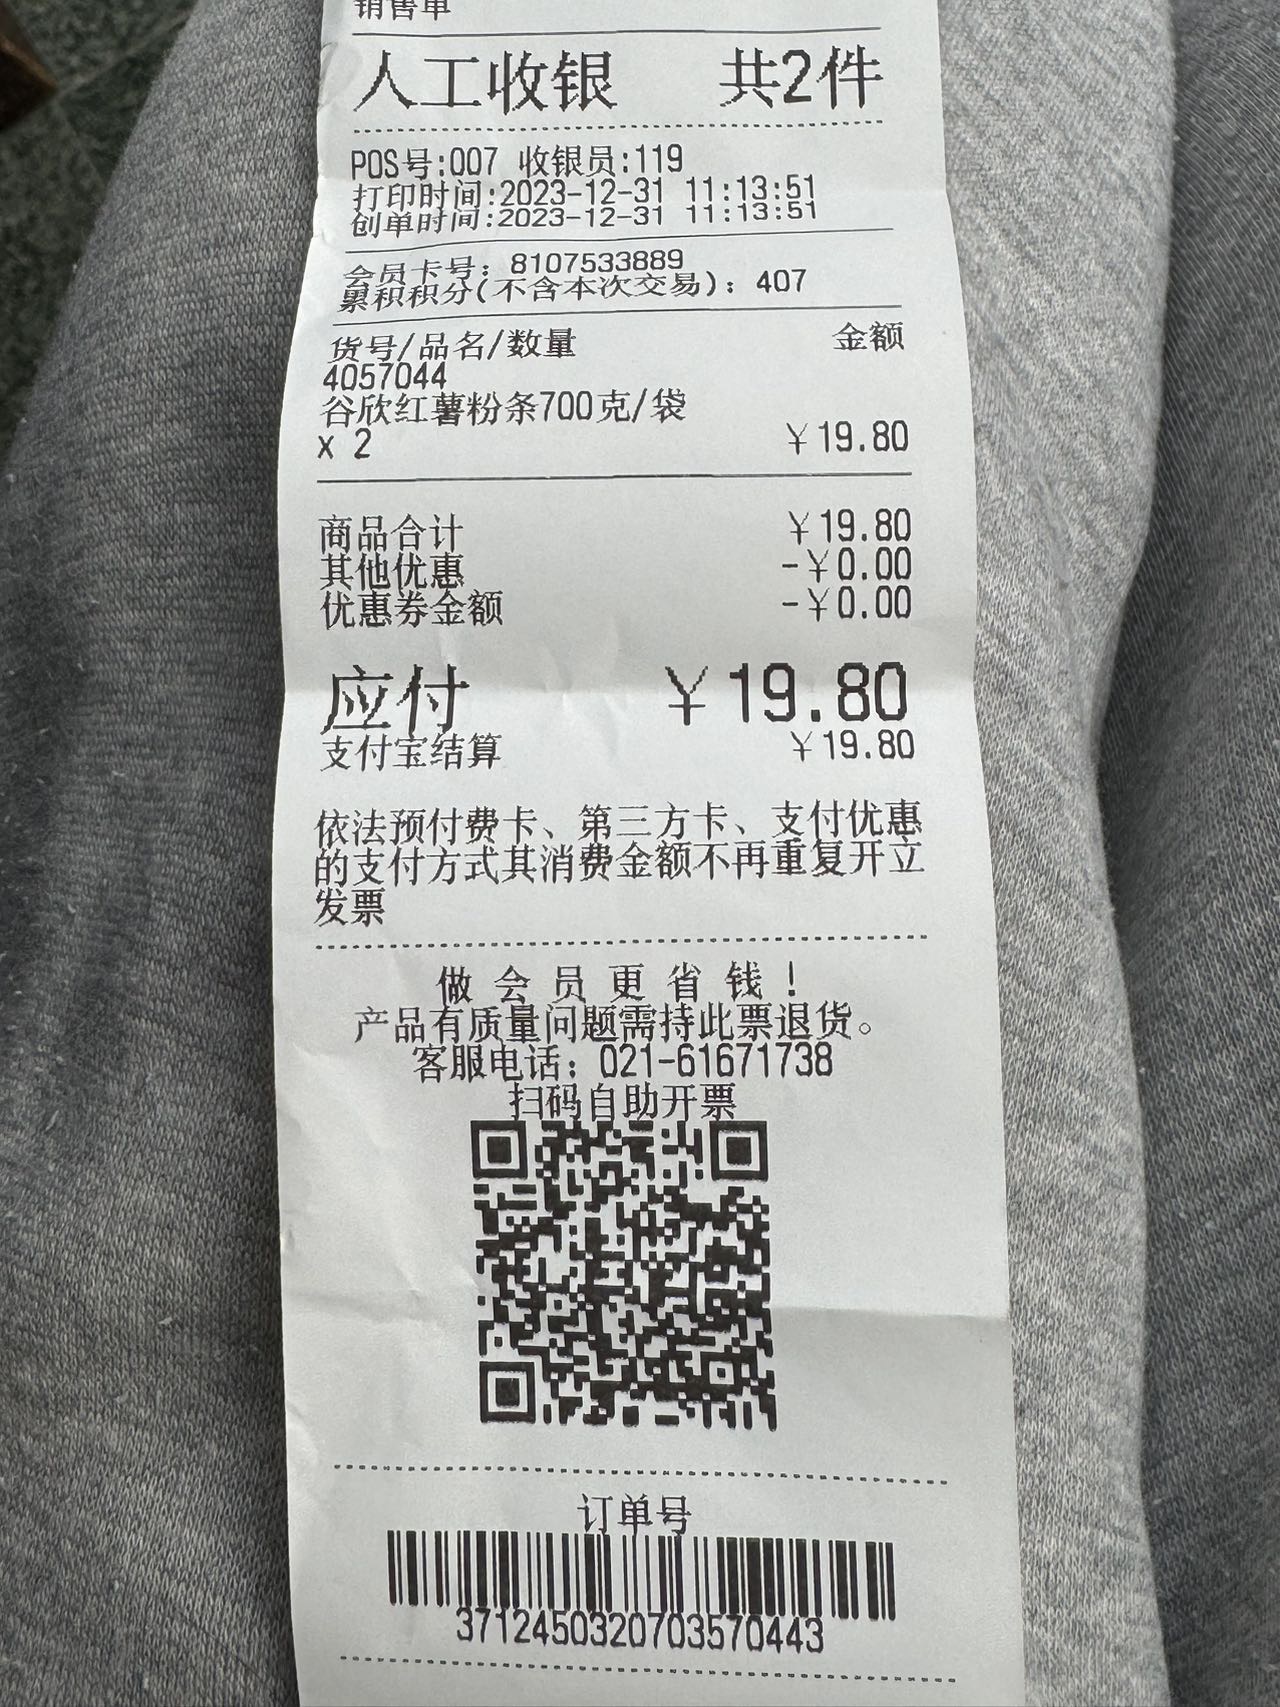 销售单
人工收银 共2件
POS号:007 收银员:119
打印时间:2023-12-31 11:13:51
创单时间:2023-12-31 11:13:51
会员卡号：8107533889
累积积分(不含本次交易)：407
货号/品名/数量 金额
4057044
谷欣红薯粉条700克/袋
x 2 ￥19.80
商品合计 ￥19.80
其他优惠 -￥0.00
优惠券金额 -￥0.00
应付 ￥19.80
支付宝结算 ￥19.80
依法预付费卡、第三方卡、支付优惠
的支付方式其消费金额不再重复开立
发票
做会员更省钱！
产品有质量问题需持此票退货。
客服电话：021-61671738
扫码自助开票
订单号
3712450320703570443